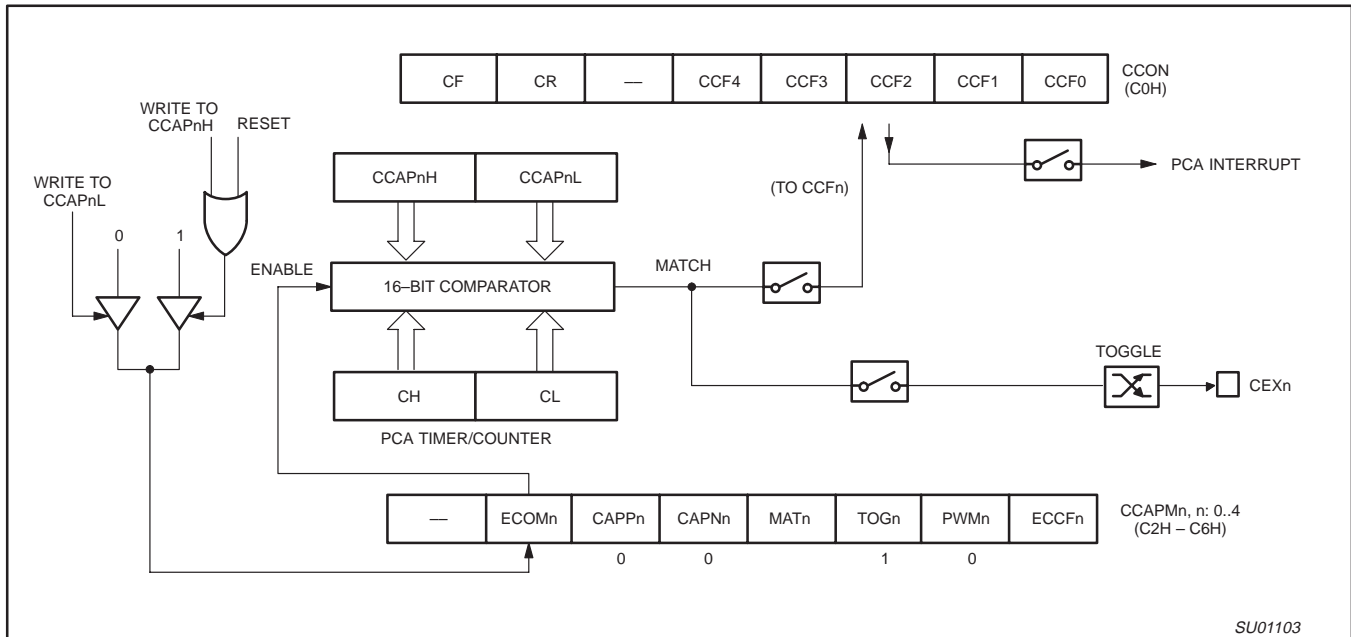 CF CR — CCF4 CCF3 CCF2 CCF1 CCF0
CCON
(C0H)
WRITE TO
CCAPnH
RESET
WRITE TO
CCAPnL
0 1
CCAPnH CCAPnL
(TO CCFn)
PCA INTERRUPT
ENABLE
16–BIT COMPARATOR
MATCH
TOGGLE
CH CL
CEXn
PCA TIMER/COUNTER
— ECOMn CAPPn CAPNn MATn TOGn PWMn ECCFn
CCAPMn, n: 0..4
(C2H – C6H)
0 0 1 0
SU01103